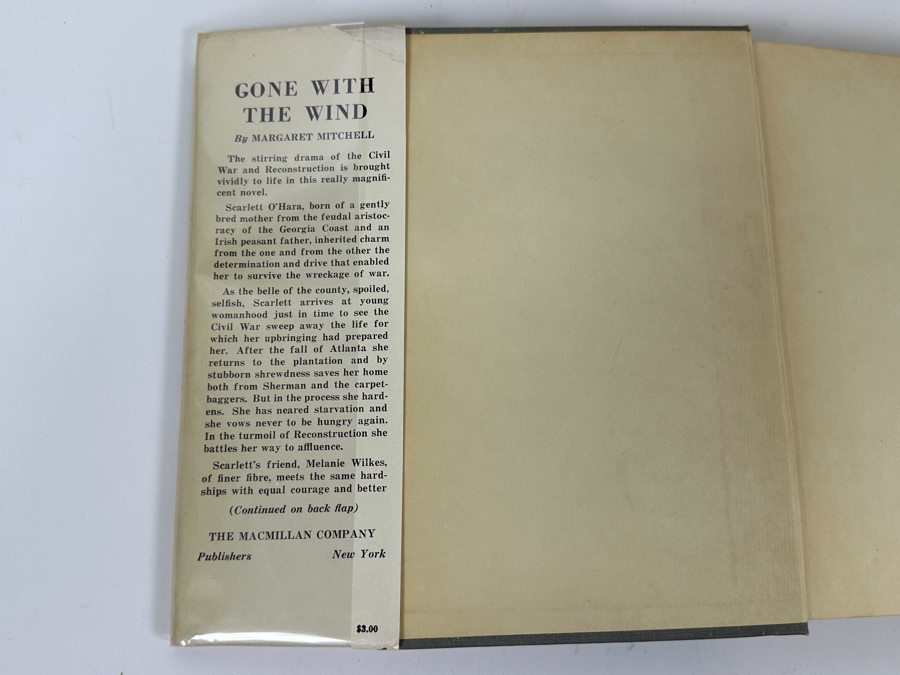 GONE WITH
THE WIND
By MARGARET MITCHELL
The stirring drama of the Civil
War and Reconstruction is brought
vividly to life in this really magnifi-
cent novel.
Scarlett O'Hara, born of a gently
bred mother from the feudal aristoc-
racy of the Georgia Coast and an
Irish peasant father, inherited charm
from the one and from the other the
determination and drive that enabled
her to survive the wreckage of war.
As the belle of the county, spoiled,
selfish, Scarlett arrives at young
womanhood just in time to see the
Civil War sweep away the life for
which her upbringing had prepared
her. After the fall of Atlanta she
returns to the plantation and by
stubborn shrewdness saves her home
both from Sherman and the carpet-
baggers. But in the process she hard-
ens. She has neared starvation and
she vows never to be hungry again.
In the turmoil of Reconstruction she
battles her way to affluence.
Scarlett's friend, Melanie Wilkes,
of finer fibre, meets the same hard-
ships with equal courage and better
(Continued on back flap)
THE MACMILLAN COMPANY
Publishers New York
$3.00